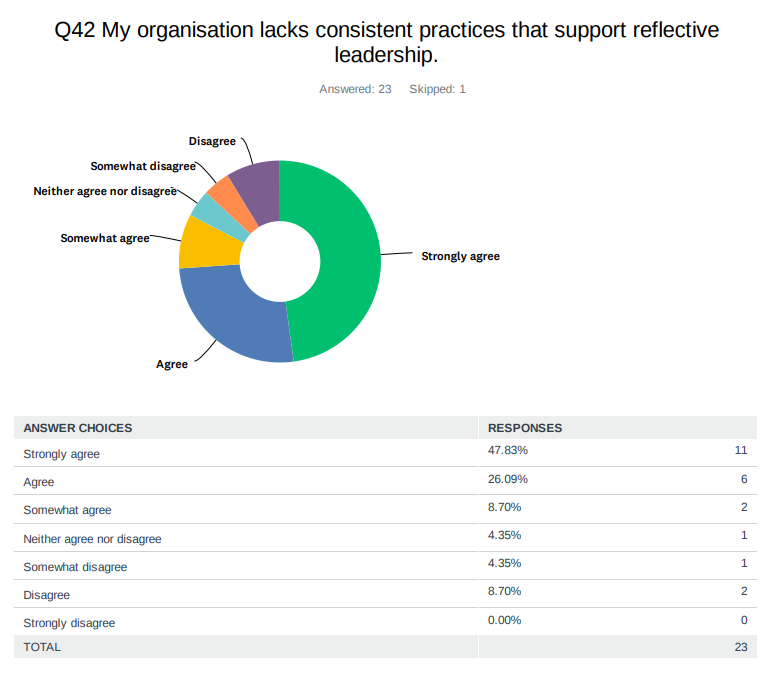 Q42 My organisation lacks consistent practices that support reflective
leadership.
Answered: 23 Skipped: 1
Disagree
Somewhat disagree
Neither agree nor disagree
Somewhat agree
Strongly agree
Agree
ANSWER CHOICES RESPONSES
Strongly agree 47.83% 11
Agree 26.09% 6
Somewhat agree 8.70% 2
Neither agree nor disagree 4.35% 1
Somewhat disagree 4.35% 1
Disagree 8.70% 2
Strongly disagree 0.00% 0
TOTAL 23